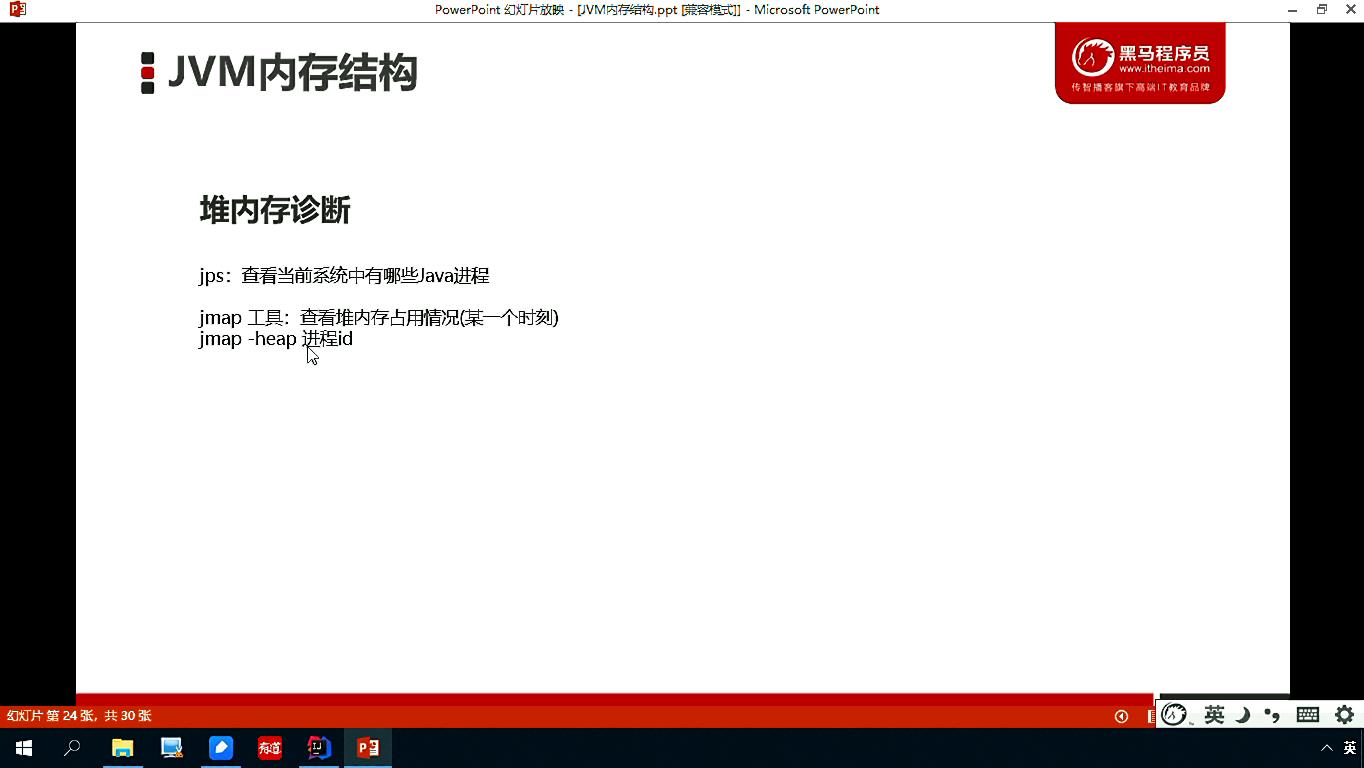 PowerPoint 幻灯片放映 - [JVM内存结构.ppt [兼容模式]] - Microsoft PowerPoint
JVM内存结构
黑马程序员
www.itheima.com
传智播客旗下高端IT教育品牌
堆内存诊断
jps：查看当前系统中有哪些Java进程
jmap 工具：查看堆内存占用情况(某一个时刻)
jmap -heap 进程id
幻灯片 第 24 张，共 30 张
英
有道
IJ
英